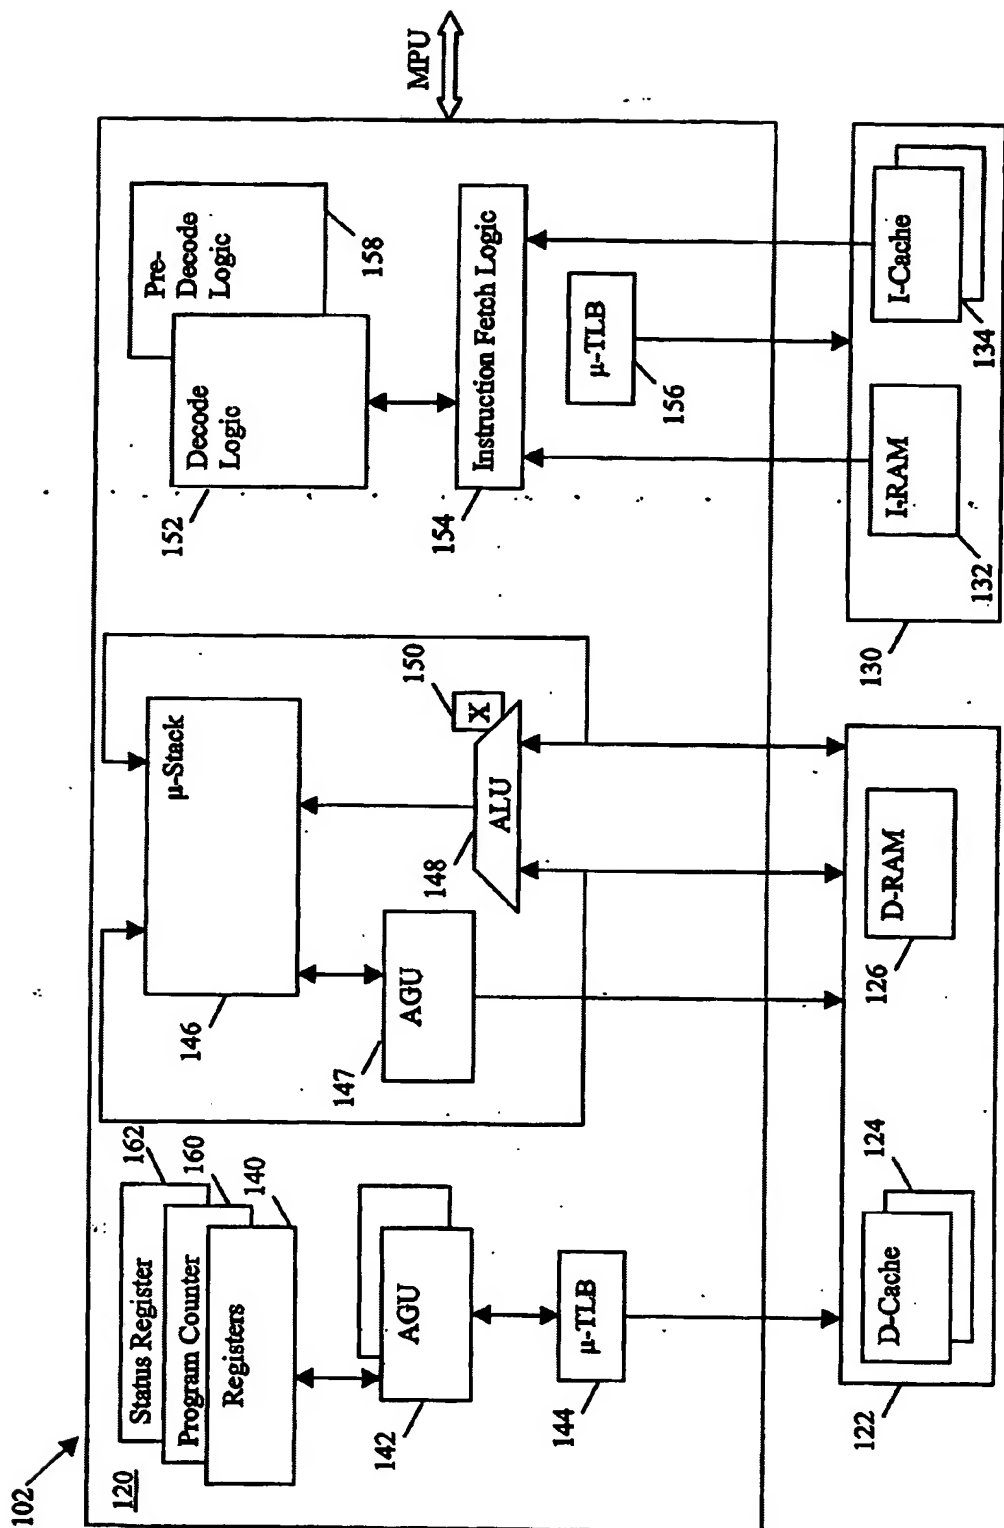 102
120
Status Register
162
Program Counter
160
Registers
140
AGU
142
μ-TLB
144
μ-Stack
146
AGU
147
ALU
148
X
150
Pre-
Decode
Logic
158
Decode
Logic
152
Instruction Fetch Logic
154
μ-TLB
156
MPU
D-Cache
124
D-RAM
126
122
I-RAM
132
I-Cache
134
130